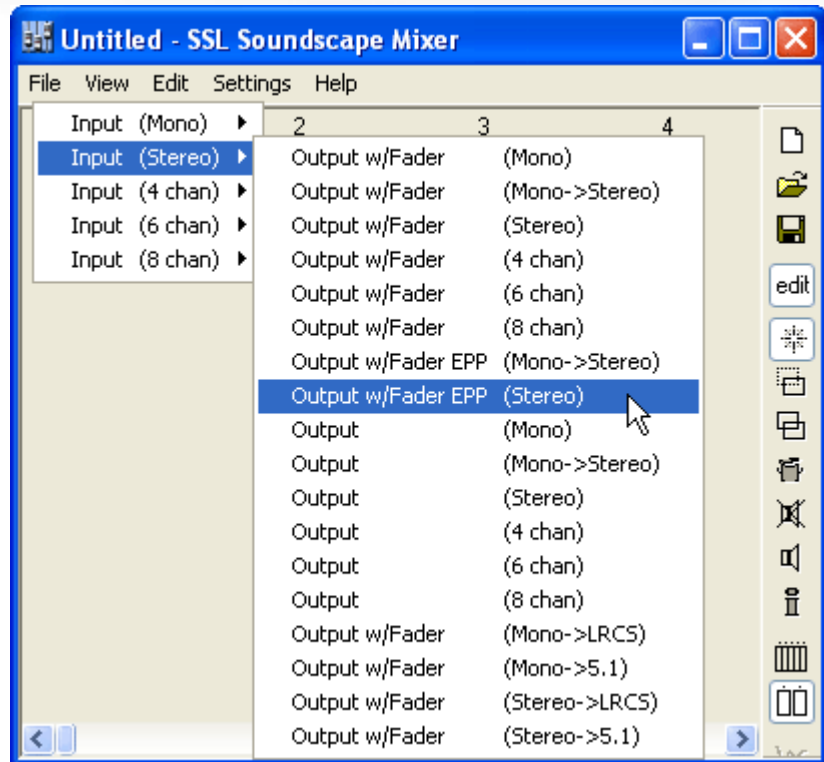 Untitled - SSL Soundscape Mixer
File View Edit Settings Help
2 3 4
Input (Mono)
Input (Stereo)
Input (4 chan)
Input (6 chan)
Input (8 chan)
Output w/Fader (Mono)
Output w/Fader (Mono->Stereo)
Output w/Fader (Stereo)
Output w/Fader (4 chan)
Output w/Fader (6 chan)
Output w/Fader (8 chan)
Output w/Fader EPP (Mono->Stereo)
Output w/Fader EPP (Stereo)
Output (Mono)
Output (Mono->Stereo)
Output (Stereo)
Output (4 chan)
Output (6 chan)
Output (8 chan)
Output w/Fader (Mono->LRCS)
Output w/Fader (Mono->5.1)
Output w/Fader (Stereo->LRCS)
Output w/Fader (Stereo->5.1)
edit